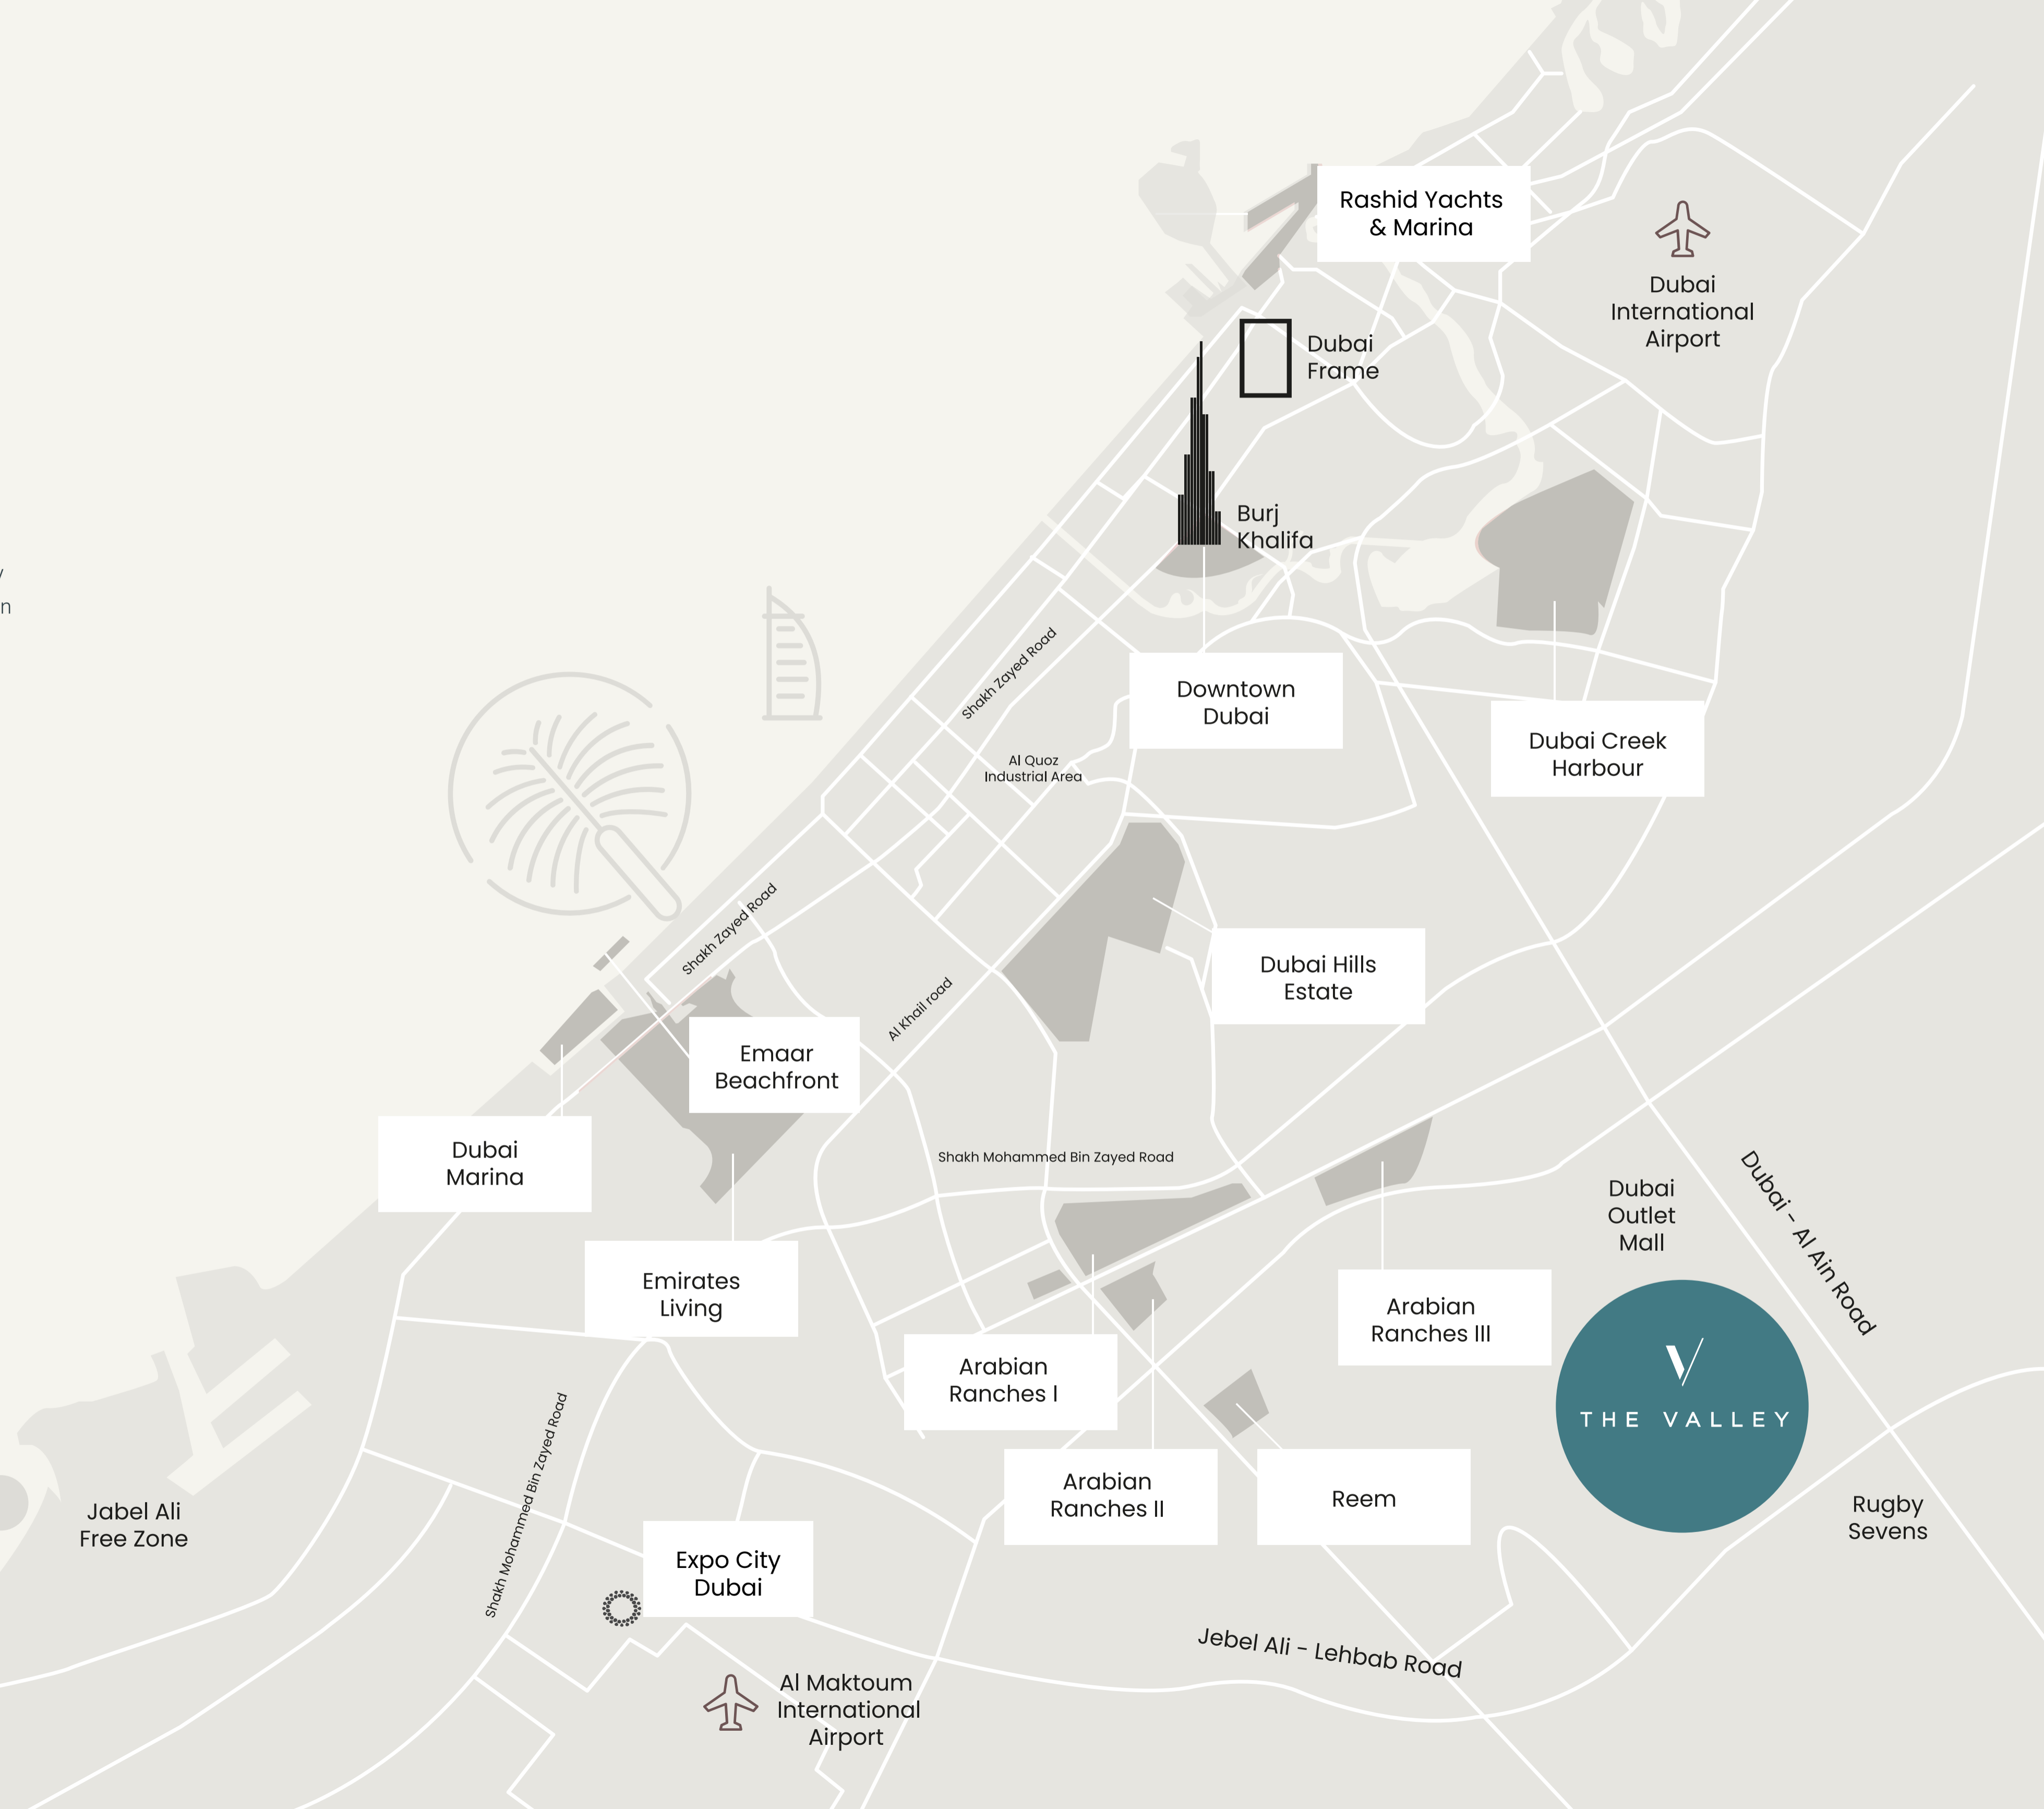 Rashid Yachts
& Marina
Dubai
International
Airport
Dubai
Frame
Burj
Khalifa
y
n
Shakh Zayed Road
Downtown
Dubai
Dubai Creek
Harbour
Al Quoz
Industrial Area
Shakh Zayed Road
Dubai Hills
Estate
Al Khail road
Emaar
Beachfront
Dubai
Marina
Shakh Mohammed Bin Zayed Road
Dubai
Outlet
Mall
Dubai - Al Ain Road
Emirates
Living
Arabian
Ranches III
Arabian
Ranches I
THE VALLEY
Shakh Mohammed Bin Zayed Road
Arabian
Ranches II
Reem
Rugby
Sevens
Jabel Ali
Free Zone
Expo City
Dubai
Jebel Ali - Lehbab Road
Al Maktoum
International
Airport